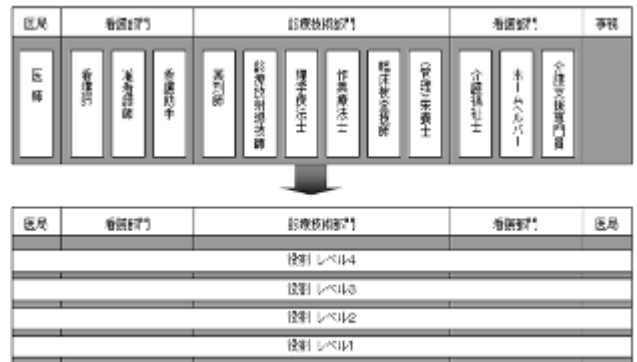 医局 看護部門 診療技術部門 看護部門 事務
医師
看護師
准看護師
看護助手
薬剤師
診療放射線技師
理学療法士
作業療法士
臨床検査技師
(管理)栄養士
介護福祉士
ホームヘルパー
介護支援専門員
医局 看護部門 診療技術部門 看護部門 医局
役割 レベル4
役割 レベル3
役割 レベル2
役割 レベル1